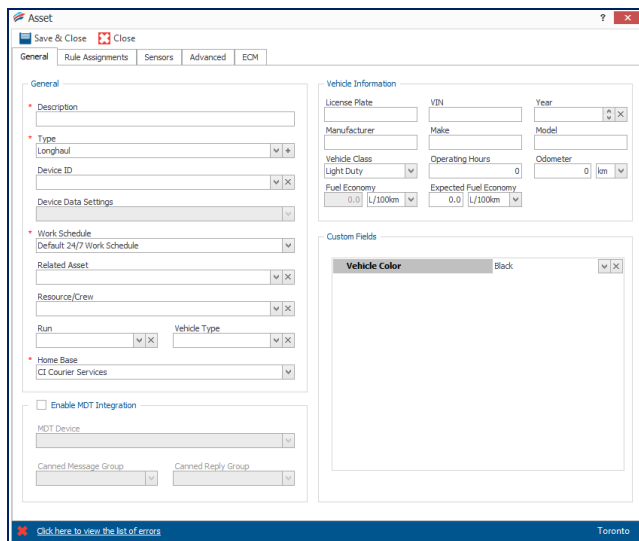 Asset
?
Save & Close Close
General Rule Assignments Sensors Advanced ECM
General
* Description
* Type
Longhaul
Device ID
Device Data Settings
* Work Schedule
Default 24/7 Work Schedule
Related Asset
Resource/Crew
Run Vehicle Type
* Home Base
CI Courier Services
Enable MDT Integration
MDT Device
Canned Message Group Canned Reply Group
Vehicle Information
License Plate VIN Year
Manufacturer Make Model
Vehicle Class Operating Hours Odometer
Light Duty 0 0 km
Fuel Economy Expected Fuel Economy
0.0 L/100km 0.0 L/100km
Custom Fields
Vehicle Color Black
Click here to view the list of errors Toronto